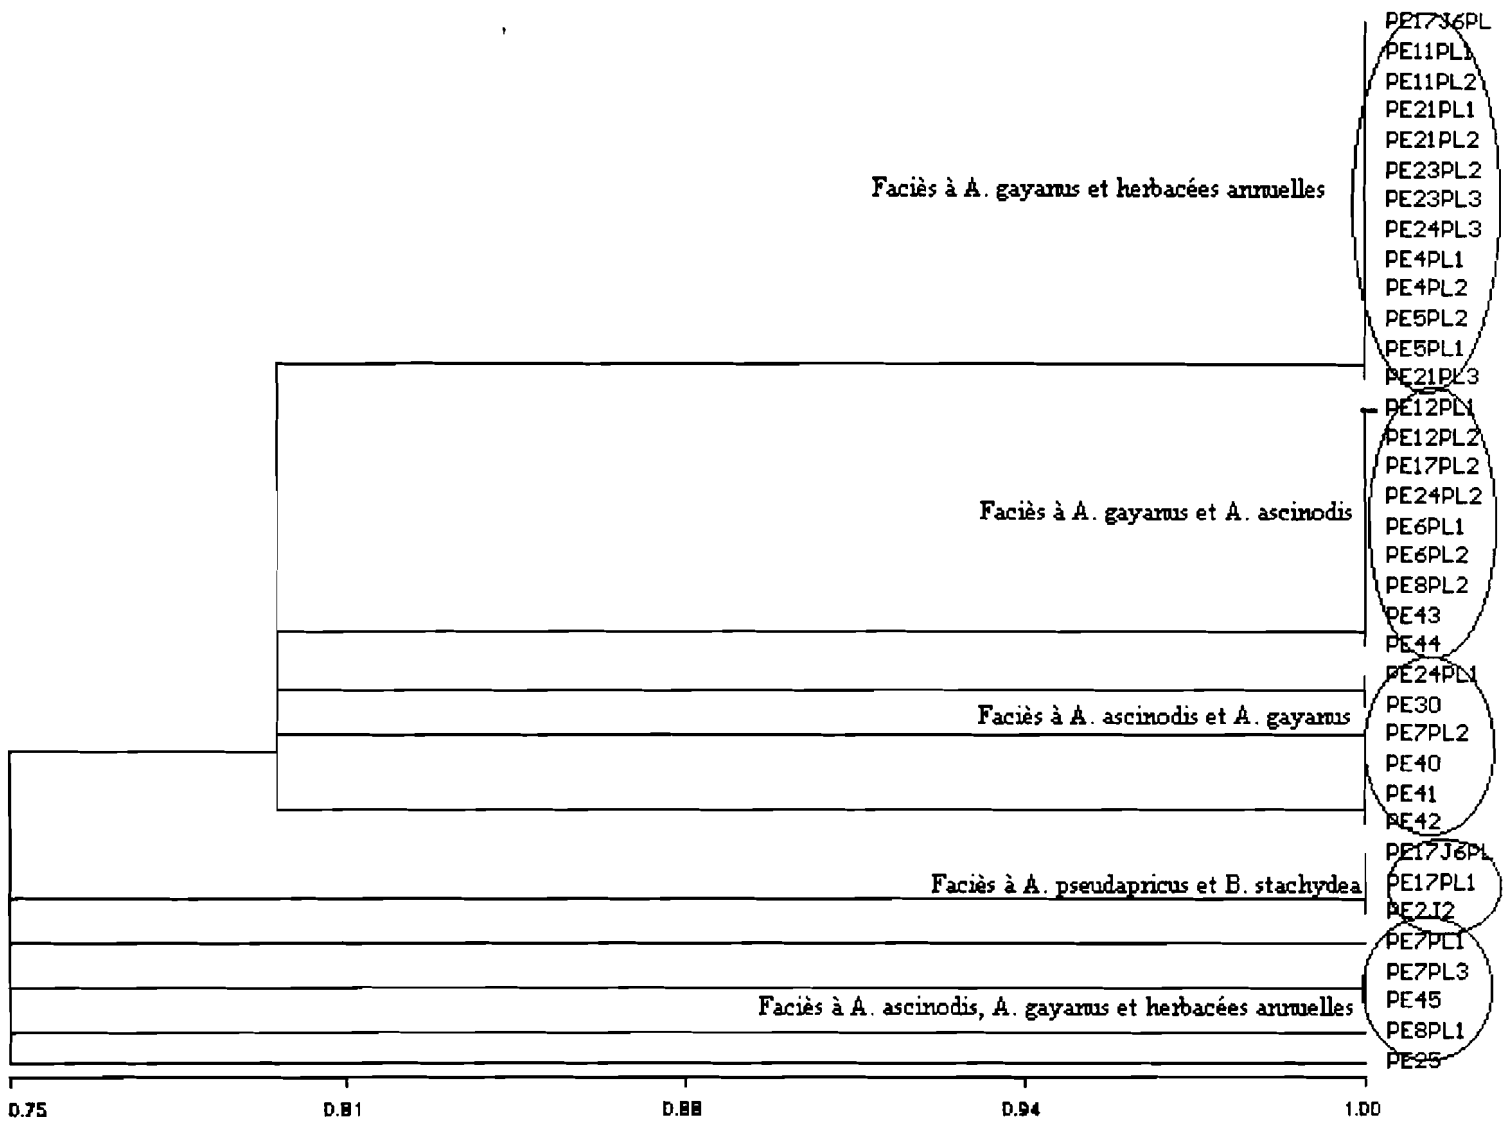 PE17J6PL
PE11PL1
PE11PL2
PE21PL1
PE21PL2
PE23PL2
Faciès à A. gayanus et herbacées annuelles
PE23PL3
PE24PL3
PE4PL1
PE4PL2
PE5PL2
PE5PL1
PE21PL3
PE12PL1
PE12PL2
PE17PL2
PE24PL2
Faciès à A. gayanus et A. ascinodis
PE6PL1
PE6PL2
PE8PL2
PE43
PE44
PE24PL1
PE30
Faciès à A. ascinodis et A. gayanus
PE7PL2
PE40
PE41
PE42
PE17J6PL
Faciès à A. pseudapricus et B. stachydea
PE17PL1
PE2J2
PE7PL1
PE7PL3
PE45
Faciès à A. ascinodis, A. gayanus et herbacées annuelles
PE8PL1
PE25
0.75 0.81 0.88 0.94 1.00